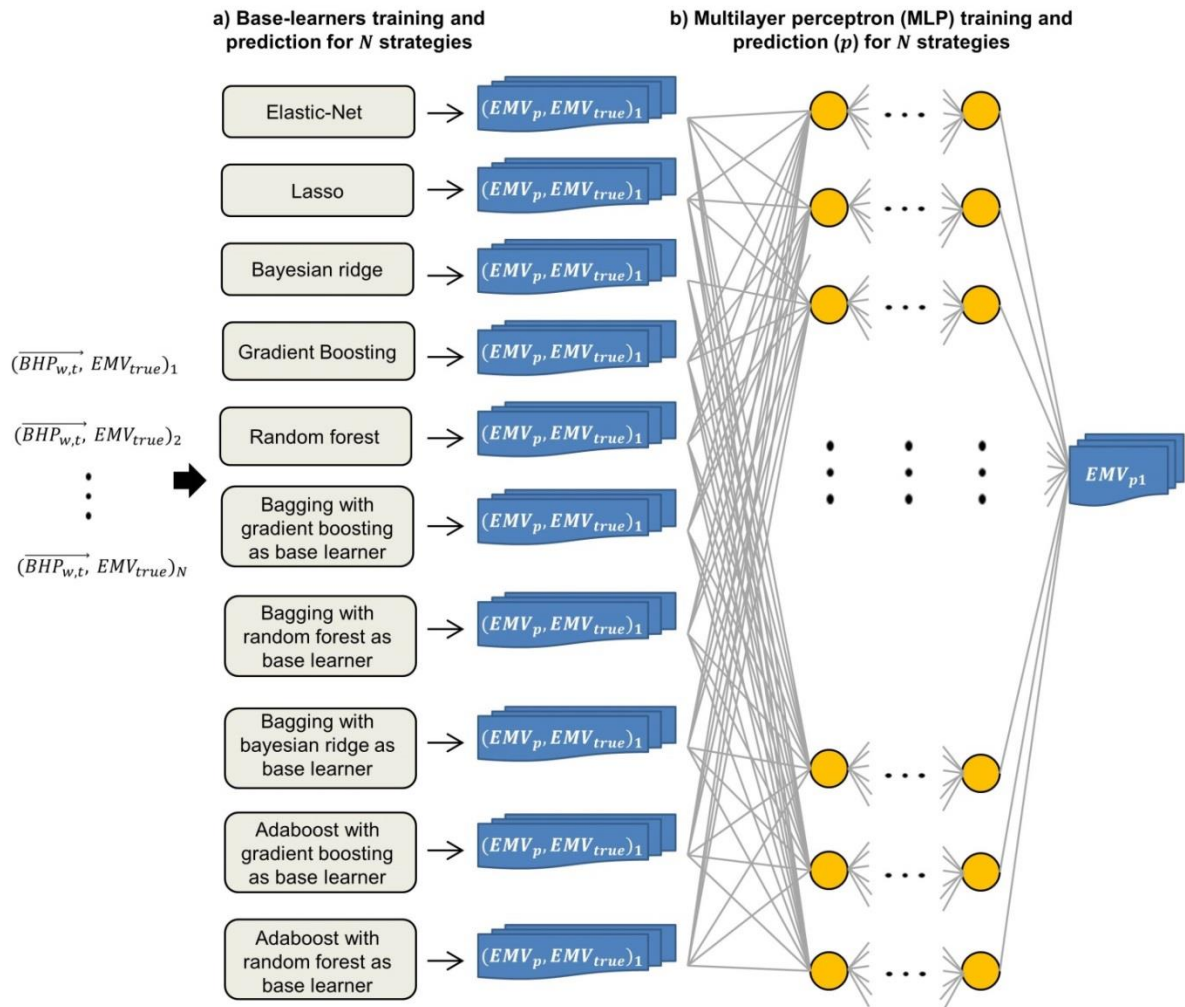 a) Base-learners training and
prediction for N strategies
b) Multilayer perceptron (MLP) training and
prediction (p) for N strategies
Elastic-Net
(EMV_p, EMV_true)_1
Lasso
(EMV_p, EMV_true)_1
Bayesian ridge
(EMV_p, EMV_true)_1
Gradient Boosting
(EMV_p, EMV_true)_1
(BHP_w,t, EMV_true)_1
Random forest
(EMV_p, EMV_true)_1
(BHP_w,t, EMV_true)_2
Bagging with
gradient boosting
as base learner
(EMV_p, EMV_true)_1
EMV_p1
(BHP_w,t, EMV_true)_N
Bagging with
random forest as
base learner
(EMV_p, EMV_true)_1
Bagging with
bayesian ridge as
base learner
(EMV_p, EMV_true)_1
Adaboost with
gradient boosting
as base learner
(EMV_p, EMV_true)_1
Adaboost with
random forest as
base learner
(EMV_p, EMV_true)_1